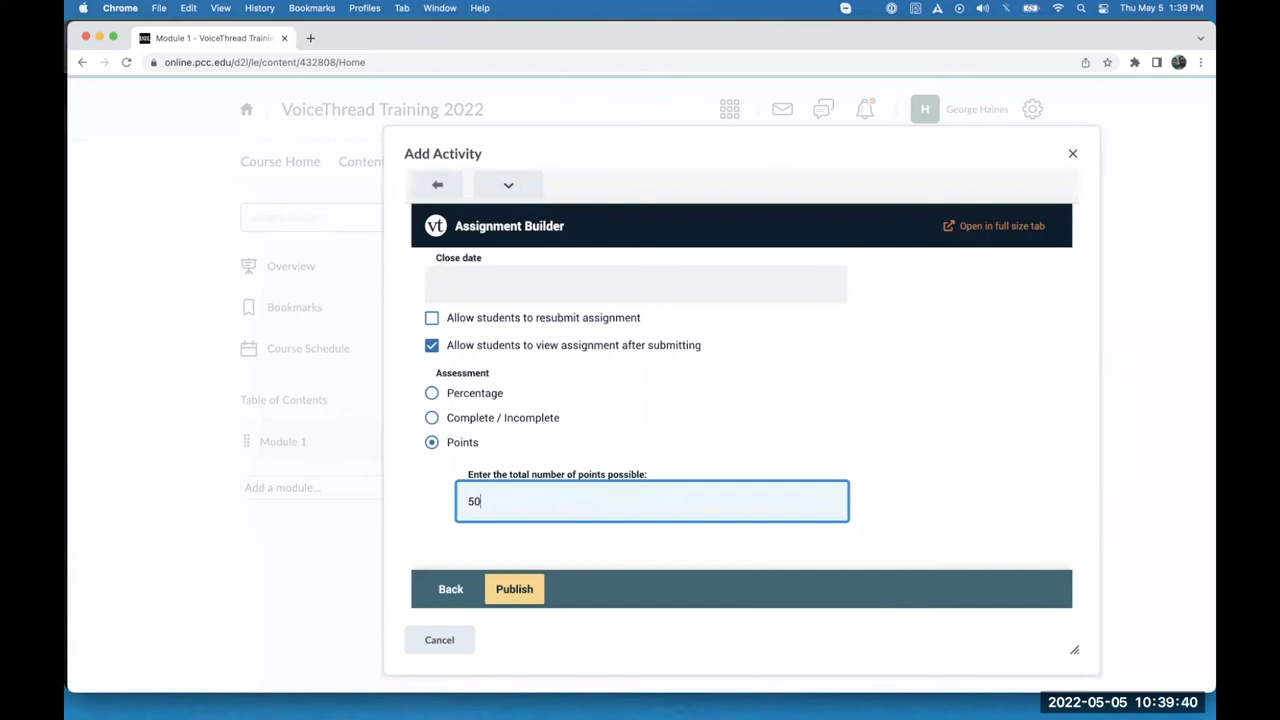 Chrome File Edit View History Bookmarks Profiles Tab Window Help Thu May 5 1:39 PM
D2L Module 1 - VoiceThread Trainin
online.pcc.edu/d2l/le/content/432808/Home
VoiceThread Training 2022 H George Haines
Course Home Conten
Add Activity
vt Assignment Builder Open in full size tab
Overview
Bookmarks
Course Schedule
Table of Contents
Module 1
Add a module...
Close date
Allow students to resubmit assignment
Allow students to view assignment after submitting
Assessment
Percentage
Complete / Incomplete
Points
Enter the total number of points possible:
50
Back Publish
Cancel
2022-05-05 10:39:40